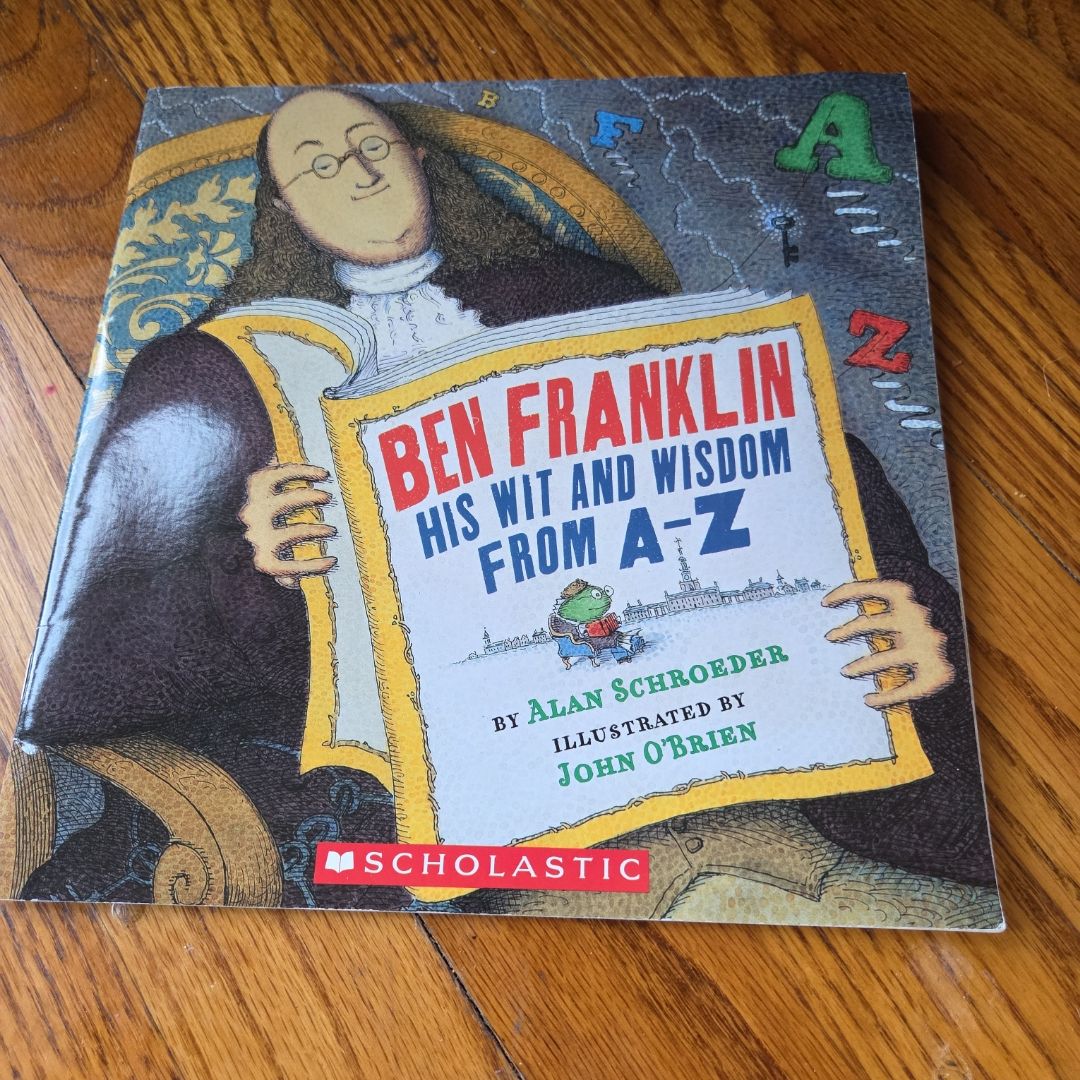 B
F
A
Z
BEN FRANKLIN
HIS WIT AND WISDOM
FROM A–Z
BY ALAN SCHROEDER
ILLUSTRATED BY
JOHN O'BRIEN
SCHOLASTIC